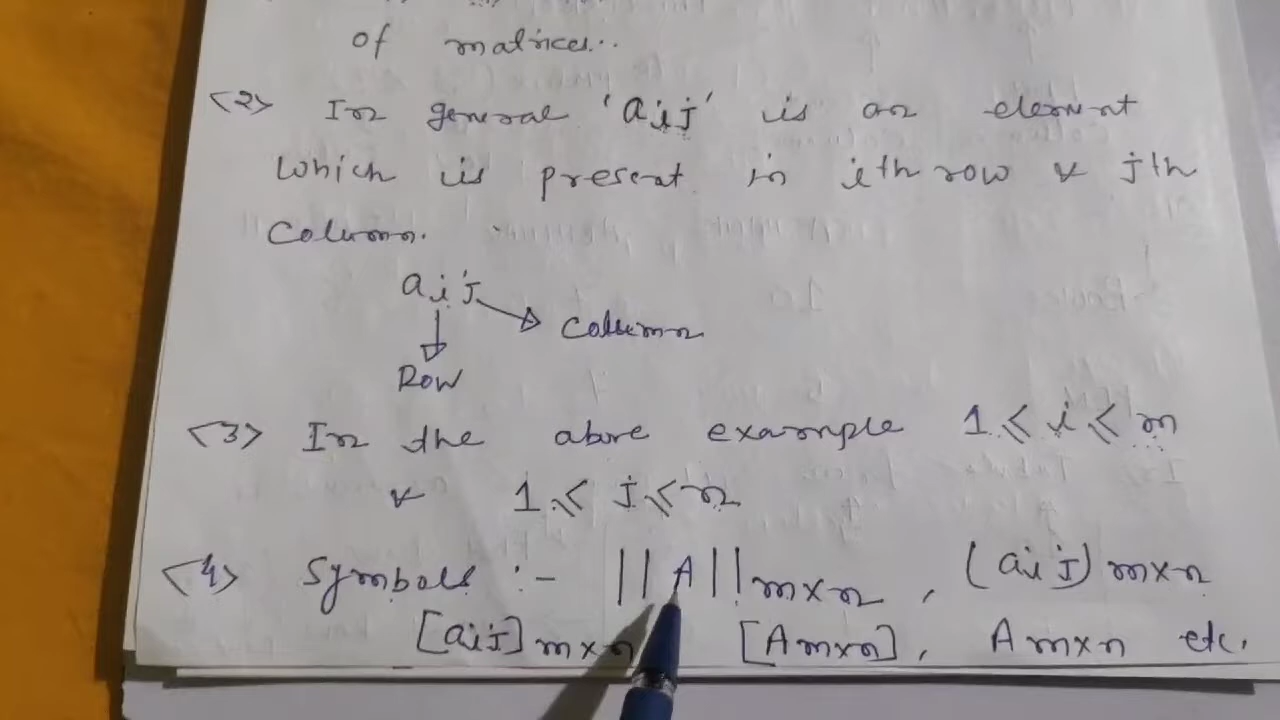 of matrices..
<2> In general 'aij' is an element
which is present in ith row & jth
Column.
aij
Column
Row
<3> In the above example 1 ≤ i ≤ m
& 1 ≤ j ≤ n
<4> Symbols :- ||A||m×n , (aij)m×n
[aij]m×n [Am×n], Am×n etc.